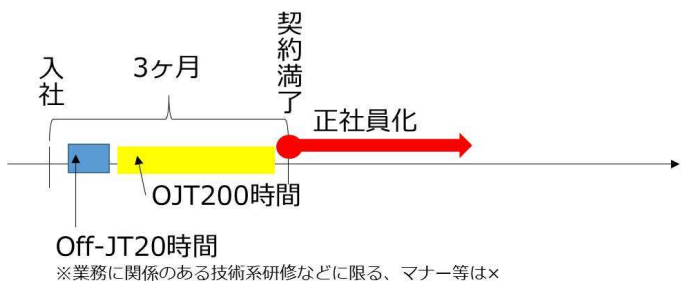 入社
3ケ月
契約満了
正社員化
OJT200時間
Off-JT20時間
※業務に関係のある技術系研修などに限る、マナー等は×